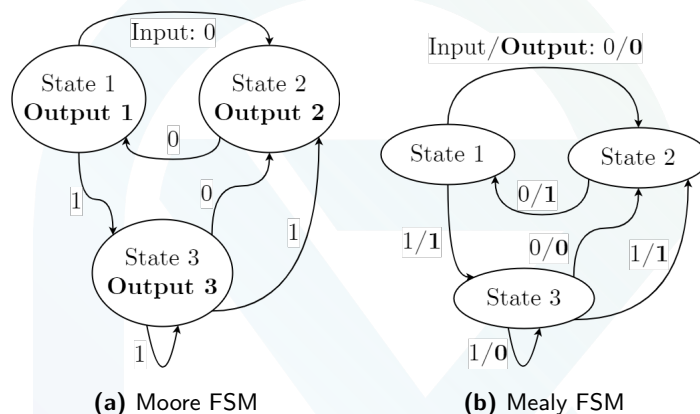 Input: 0
State 1
Output 1
State 2
Output 2
0
1
0
1
State 3
Output 3
1
(a) Moore FSM
Input/Output: 0/0
State 1
State 2
0/1
1/1
0/0
1/1
State 3
1/0
(b) Mealy FSM